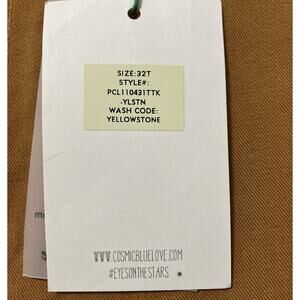 SIZE:32T
STYLE#:
PCL110431TTK
-YLSTN
WASH CODE:
YELLOWSTONE
WWW.COSMICBLUELOVE.COM
#EYESONTHESTARS